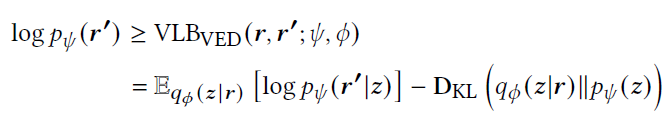 log p_ψ(r′) ≥ VLB_VED(r, r′; ψ, ϕ)
= 𝔼_{q_ϕ(z|r)} [log p_ψ(r′|z)] − D_KL (q_ϕ(z|r)‖p_ψ(z))